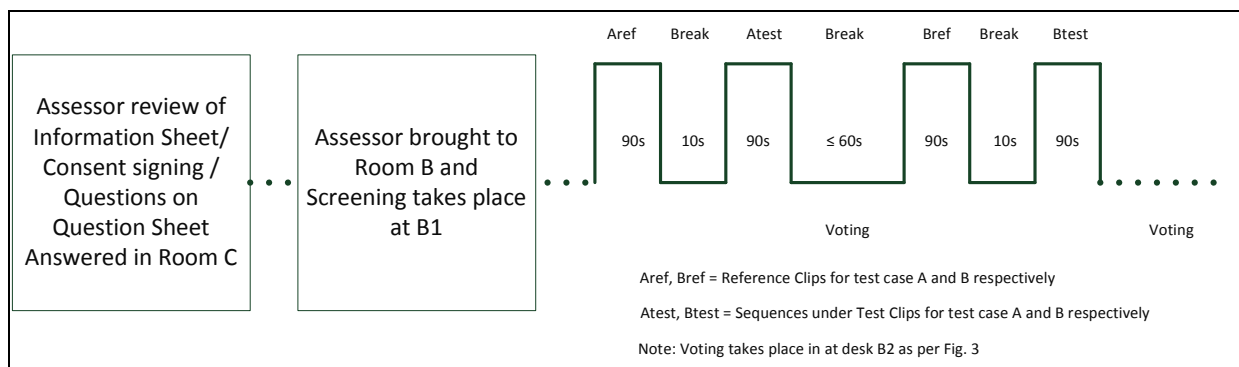 Assessor review of
Information Sheet/
Consent signing /
Questions on
Question Sheet
Answered in Room C
Assessor brought to
Room B and
Screening takes place
at B1
Aref Break Atest Break Bref Break Btest
90s 10s 90s ≤ 60s 90s 10s 90s
Voting Voting
Aref, Bref = Reference Clips for test case A and B respectively
Atest, Btest = Sequences under Test Clips for test case A and B respectively
Note: Voting takes place in at desk B2 as per Fig. 3